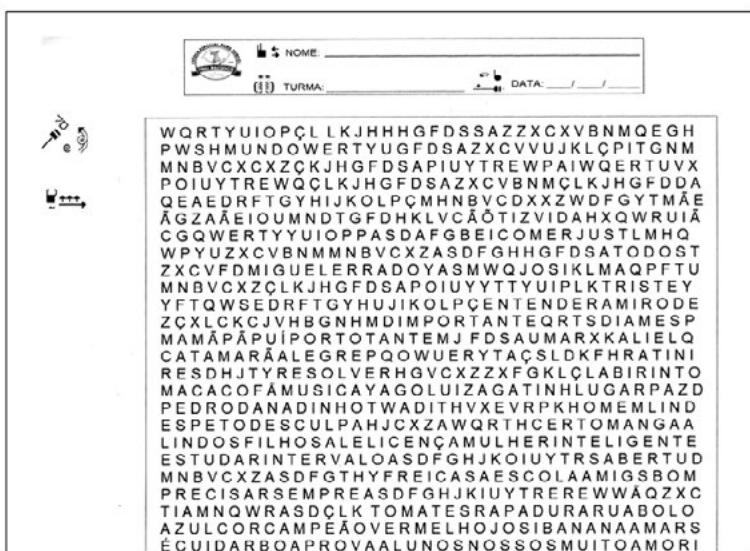 NOME:
TURMA: DATA: / /
WQRTYUIOPÇLLKJHHHGFDSSAZZXCXVBNMQEGH
PWSHMUNDOWERTYUGFDSAZXCVVUJKLÇPITGNM
MNBVCXCXZÇKJHGFDSAPIUYTREWPAIWQERTUVX
POIUYTREWQÇLKJHGFDSAZXCVBNMÇLKJHGFDDA
QEAEDRFTGYHIJKOLPÇMHNBVCDXXZWDFGYTMÃE
ÃGZAÃEIOUMNDTGFDHKLVCÃÕTIZVIDAHXQWRUIÃ
CGQWERTYYUIOPPASDAFGBEICOMERJUSTLMHQ
WPYUZXCVBNMMNBVCXZASDFGHHGFDSATODOST
ZXCVFDMIGUELERRADOYASMWQJOSIKLMAQPFTU
MNBVCXZÇLKJHGFDSAPOIUYYTTYUIPLKTRISTEY
YFTQWSEDRFTGYHUJIKOLPÇENTENDERAMIRODE
ZÇXLCKCJVHBGNHMDIMPORTANTEQRTSDIAMESP
MAMÃPÃPUÍPORTOTANTEMJFDSAUMARXKALIELQ
CATAMARÃALEGREPQOWUERYTAÇSLDKFHRATINI
RESDHJTYRESOLVERHGVCXZZXFGKLÇLABIRINTO
MACACOFÃMUSICAYAGOLUIZAGATINHLUGARPAZD
PEDRODANADINHOTWADITHVXEVRPKHOMEMLIND
ESPETODESCULPAHJCXZAWQRTHCERTOMANGAA
LINDOSFILHOSALELICENÇAMULHERINTELIGENTE
ESTUDARINTERVALOASDFGHJKOIUYTRSABERTUD
MNBVCXZASDFGTHYFREICASAESCOLAAMIGSBOM
PRECISARSEMPREASDFGHJKIUYTREREWWÃQZXC
TIAMNQWRASDÇLKTOMATESRAPADURARUABOLO
AZULCORCAMPEÃOVERMELHOJOSIBANANAAMARS
ÉCUIDARBOAPROVAALUNOSNOSSOSMUITOAMORI